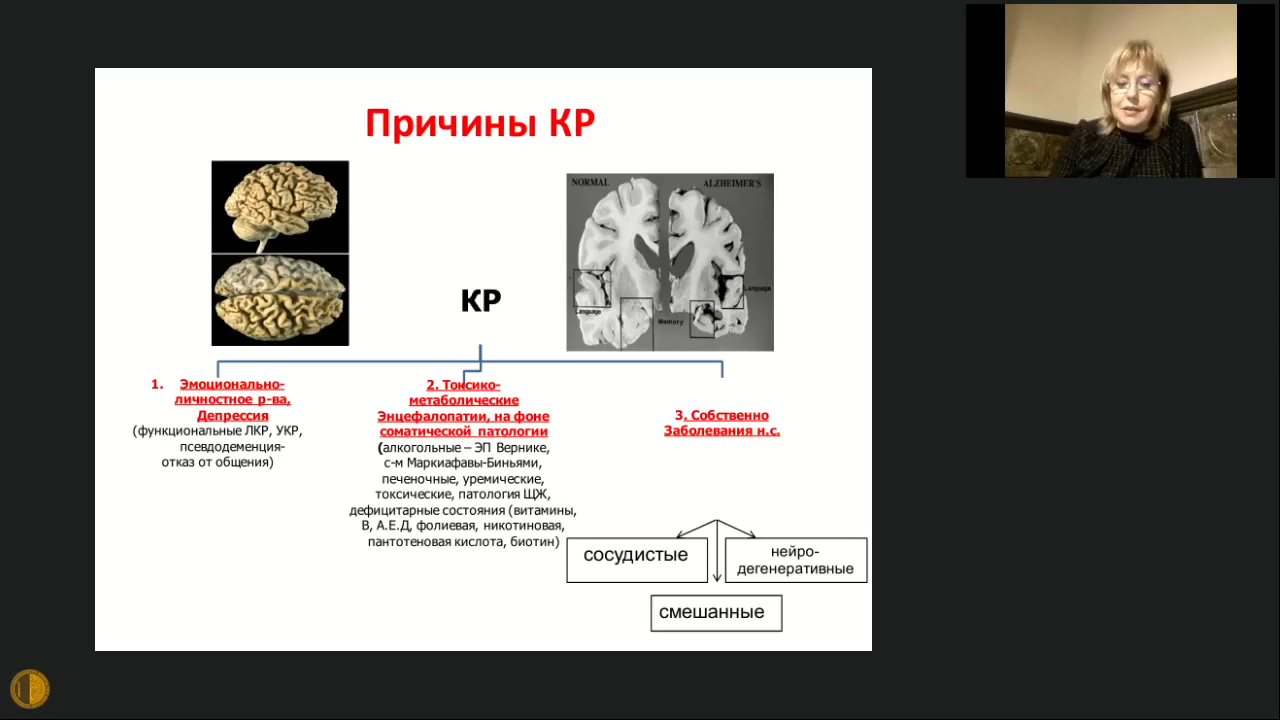 Причины КР
NORMAL
ALZHEIMER'S
Language
Language
Memory
КР
1. Эмоционально-
личностное р-ва,
Депрессия
(функциональные ЛКР, УКР,
псевдодеменция-
отказ от общения)
2. Токсико-
метаболические
Энцефалопатии, на фоне
соматической патологии
(алкогольные – ЭП Вернике,
с-м Маркиафавы-Биньями,
печеночные, уремические,
токсические, патология ЩЖ,
дефицитарные состояния (витамины,
В, А.Е.Д, фолиевая, никотиновая,
пантотеновая кислота, биотин)
3. Собственно
Заболевания н.с.
сосудистые
нейро-
дегенеративные
смешанные